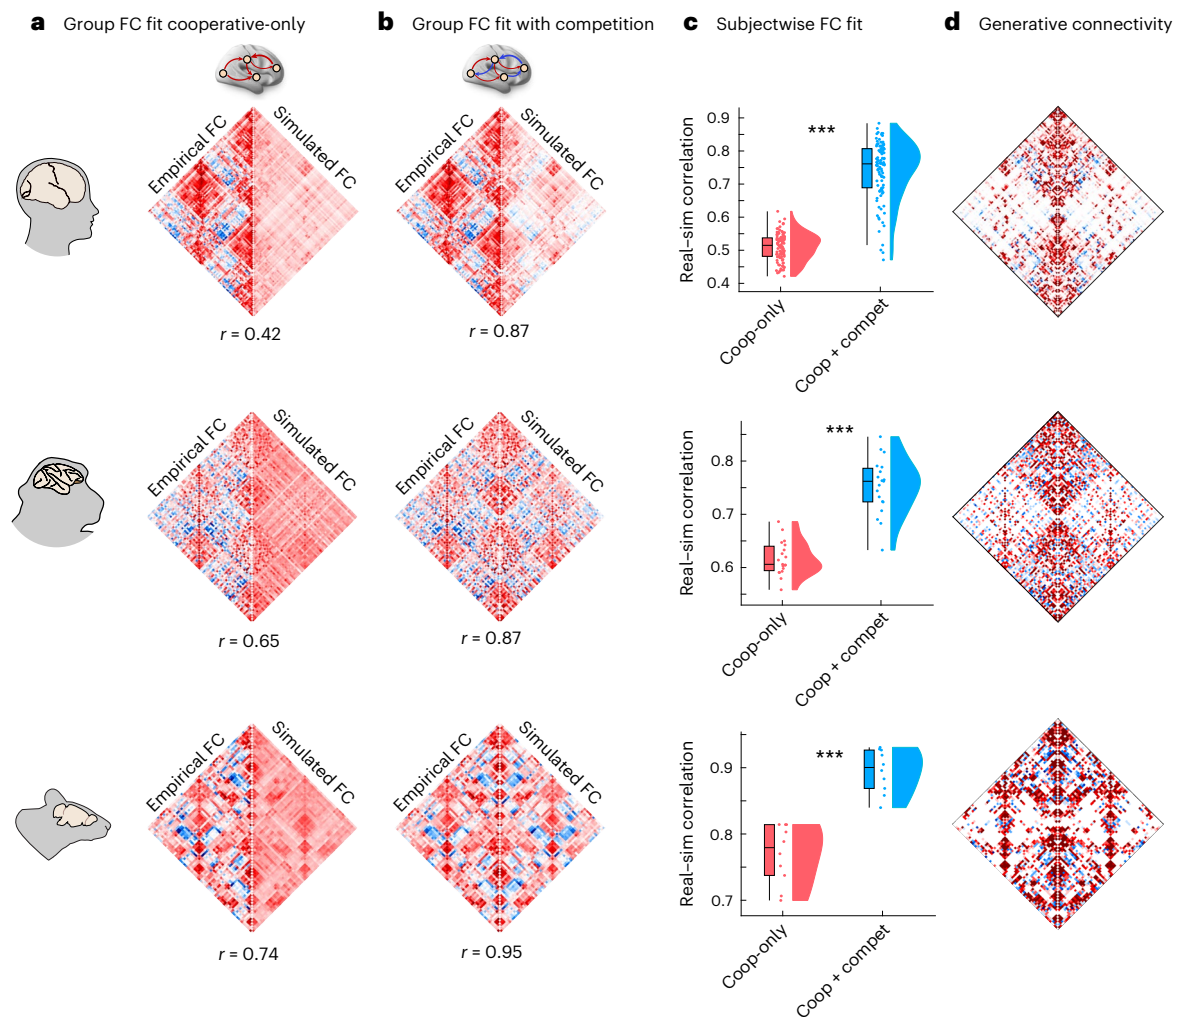 a Group FC fit cooperative-only
b Group FC fit with competition
c Subjectwise FC fit
d Generative connectivity
Empirical FC
Simulated FC
r = 0.42
Empirical FC
Simulated FC
r = 0.87
Real–sim correlation
0.9
0.8
0.7
0.6
0.5
0.4
***
Coop-only
Coop + compet
Empirical FC
Simulated FC
r = 0.65
Empirical FC
Simulated FC
r = 0.87
Real–sim correlation
0.8
0.7
0.6
***
Coop-only
Coop + compet
Empirical FC
Simulated FC
r = 0.74
Empirical FC
Simulated FC
r = 0.95
Real–sim correlation
0.9
0.8
0.7
***
Coop-only
Coop + compet